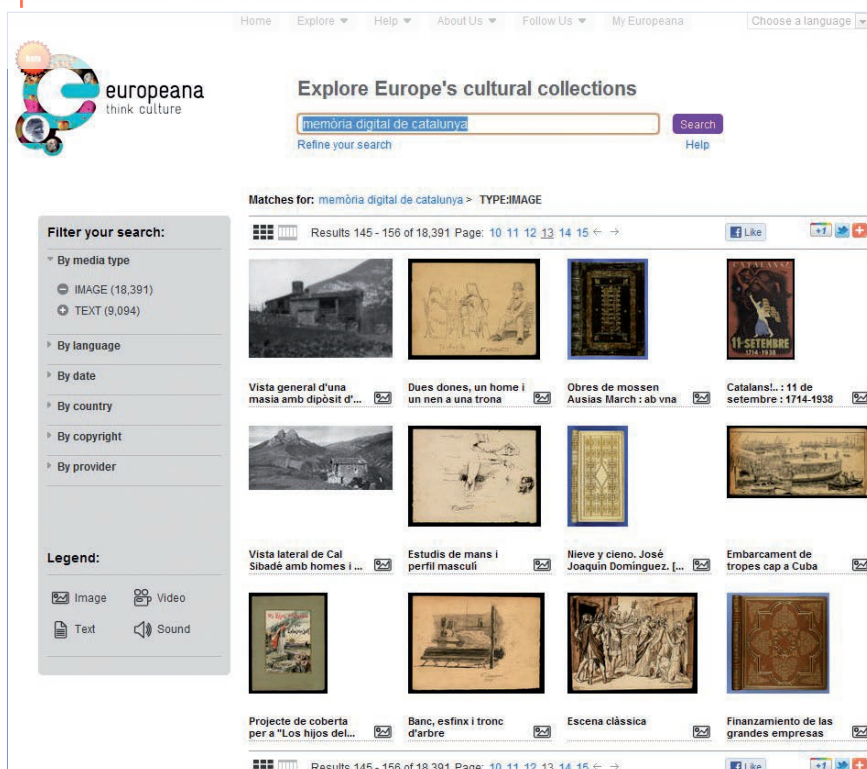 Home Explore Help About Us Follow Us My Europeana Choose a language
europeana
think culture
Explore Europe's cultural collections
memòria digital de catalunya Search
Refine your search Help
Matches for: memòria digital de catalunya > TYPE:IMAGE
Filter your search:
Results 145 - 156 of 18,391 Page: 10 11 12 13 14 15 ← → Like +1
By media type
IMAGE (18,391)
TEXT (9,094)
By language
By date
By country
By copyright
By provider
CATALANS!
11-SETEMBRE
1714-1938
Vista general d'una
masia amb dipòsit d'...
Dues dones, un home i
un nen a una trona
Obres de mossen
Ausias March : ab vna
Catalans!.. : 11 de
setembre : 1714-1938
Vista lateral de Cal
Sibadé amb homes i ...
Estudis de mans i
perfil masculí
Nieve y cieno. José
Joaquín Domínguez. [...
Embarcament de
tropes cap a Cuba
Legend:
Image Video
Text Sound
Projecte de coberta
per a "Los hijos del...
Banc, esfinx i tronc
d'arbre
Escena clàssica
Finanzamiento de las
grandes empresas
Results 145 - 156 of 18,391 Page: 10 11 12 13 14 15 ← → Like +1